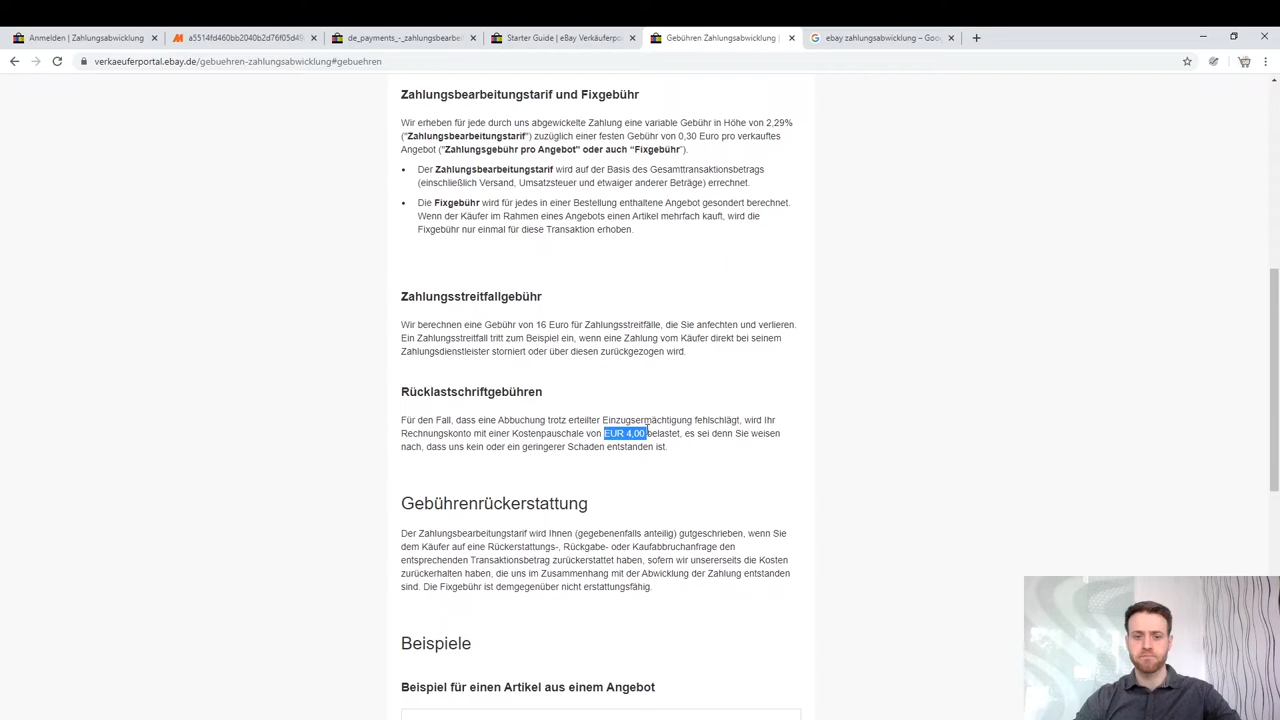 Anmelden | Zahlungsabwicklung
a5514fd460bb2040b2d76f05d49
de_payments_-_zahlungsbearbeit
Starter Guide | eBay Verkäuferpo
Gebühren Zahlungsabwicklung |
ebay zahlungsabwicklung – Goo
verkaeuferportal.ebay.de/gebuehren-zahlungsabwicklung#gebuehren
Zahlungsbearbeitungstarif und Fixgebühr
Wir erheben für jede durch uns abgewickelte Zahlung eine variable Gebühr in Höhe von 2,29%
("Zahlungsbearbeitungstarif") zuzüglich einer festen Gebühr von 0,30 Euro pro verkauftes
Angebot ("Zahlungsgebühr pro Angebot" oder auch "Fixgebühr").
• Der Zahlungsbearbeitungstarif wird auf der Basis des Gesamttransaktionsbetrags
(einschließlich Versand, Umsatzsteuer und etwaiger anderer Beträge) errechnet.
• Die Fixgebühr wird für jedes in einer Bestellung enthaltene Angebot gesondert berechnet.
Wenn der Käufer im Rahmen eines Angebots einen Artikel mehrfach kauft, wird die
Fixgebühr nur einmal für diese Transaktion erhoben.
Zahlungsstreitfallgebühr
Wir berechnen eine Gebühr von 16 Euro für Zahlungsstreitfälle, die Sie anfechten und verlieren.
Ein Zahlungsstreitfall tritt zum Beispiel ein, wenn eine Zahlung vom Käufer direkt bei seinem
Zahlungsdienstleister storniert oder über diesen zurückgezogen wird.
Rücklastschriftgebühren
Für den Fall, dass eine Abbuchung trotz erteilter Einzugsermächtigung fehlschlägt, wird Ihr
Rechnungskonto mit einer Kostenpauschale von EUR 4,00 belastet, es sei denn Sie weisen
nach, dass uns kein oder ein geringerer Schaden entstanden ist.
Gebührenrückerstattung
Der Zahlungsbearbeitungstarif wird Ihnen (gegebenenfalls anteilig) gutgeschrieben, wenn Sie
dem Käufer auf eine Rückerstattungs-, Rückgabe- oder Kaufabbruchanfrage den
entsprechenden Transaktionsbetrag zurückerstattet haben, sofern wir unsererseits die Kosten
zurückerhalten haben, die uns im Zusammenhang mit der Abwicklung der Zahlung entstanden
sind. Die Fixgebühr ist demgegenüber nicht erstattungsfähig.
Beispiele
Beispiel für einen Artikel aus einem Angebot